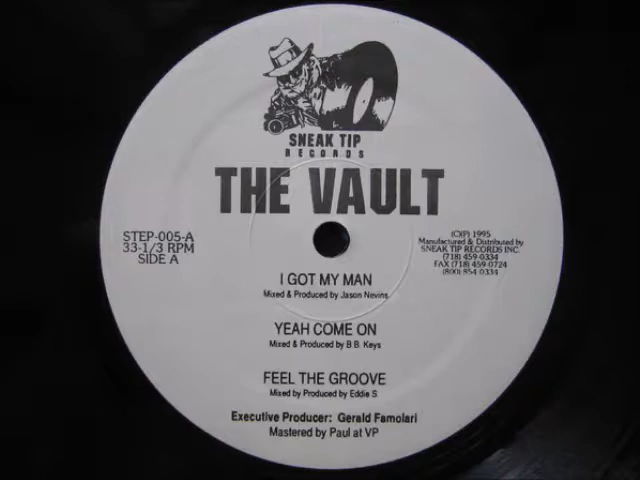 SNEAK TIP
RECORDS
THE VAULT
STEP-005-A
33-1/3 RPM
SIDE A
(C)(P) 1995
Manufactured & Distributed by
SNEAK TIP RECORDS INC.
(718) 459-0334
FAX (718) 459-0724
(800) 854-0334
I GOT MY MAN
Mixed & Produced by Jason Nevins
YEAH COME ON
Mixed & Produced by B.B. Keys
FEEL THE GROOVE
Mixed by Produced by Eddie S
Executive Producer: Gerald Famolari
Mastered by Paul at VP